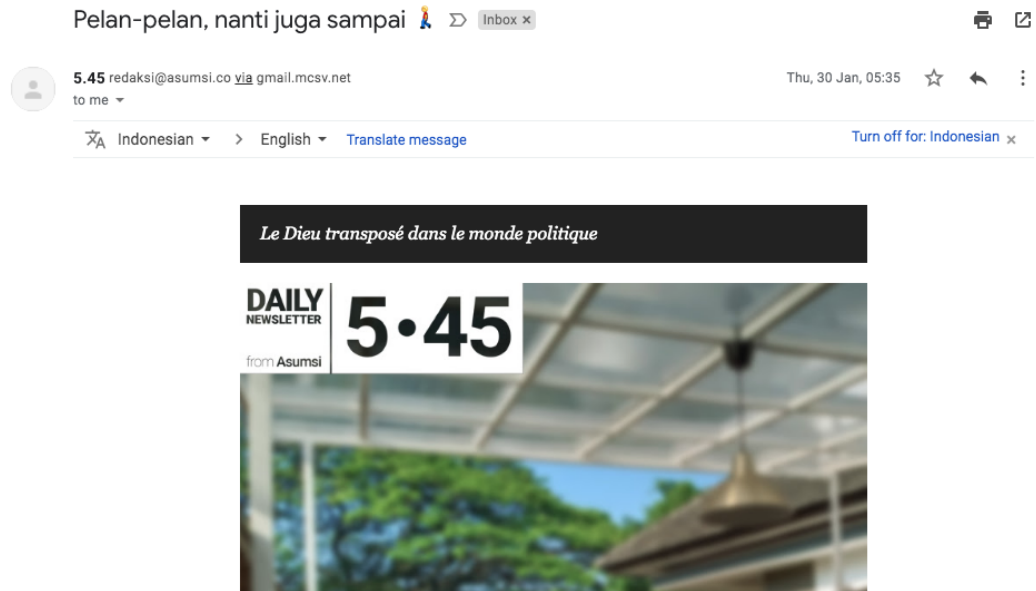 Pelan-pelan, nanti juga sampai
Inbox ×
5.45 redaksi@asumsi.co via gmail.mcsv.net
Thu, 30 Jan, 05:35
to me
Indonesian > English Translate message
Turn off for: Indonesian ×
Le Dieu transposé dans le monde politique
DAILY
NEWSLETTER
from Asumsi
5•45